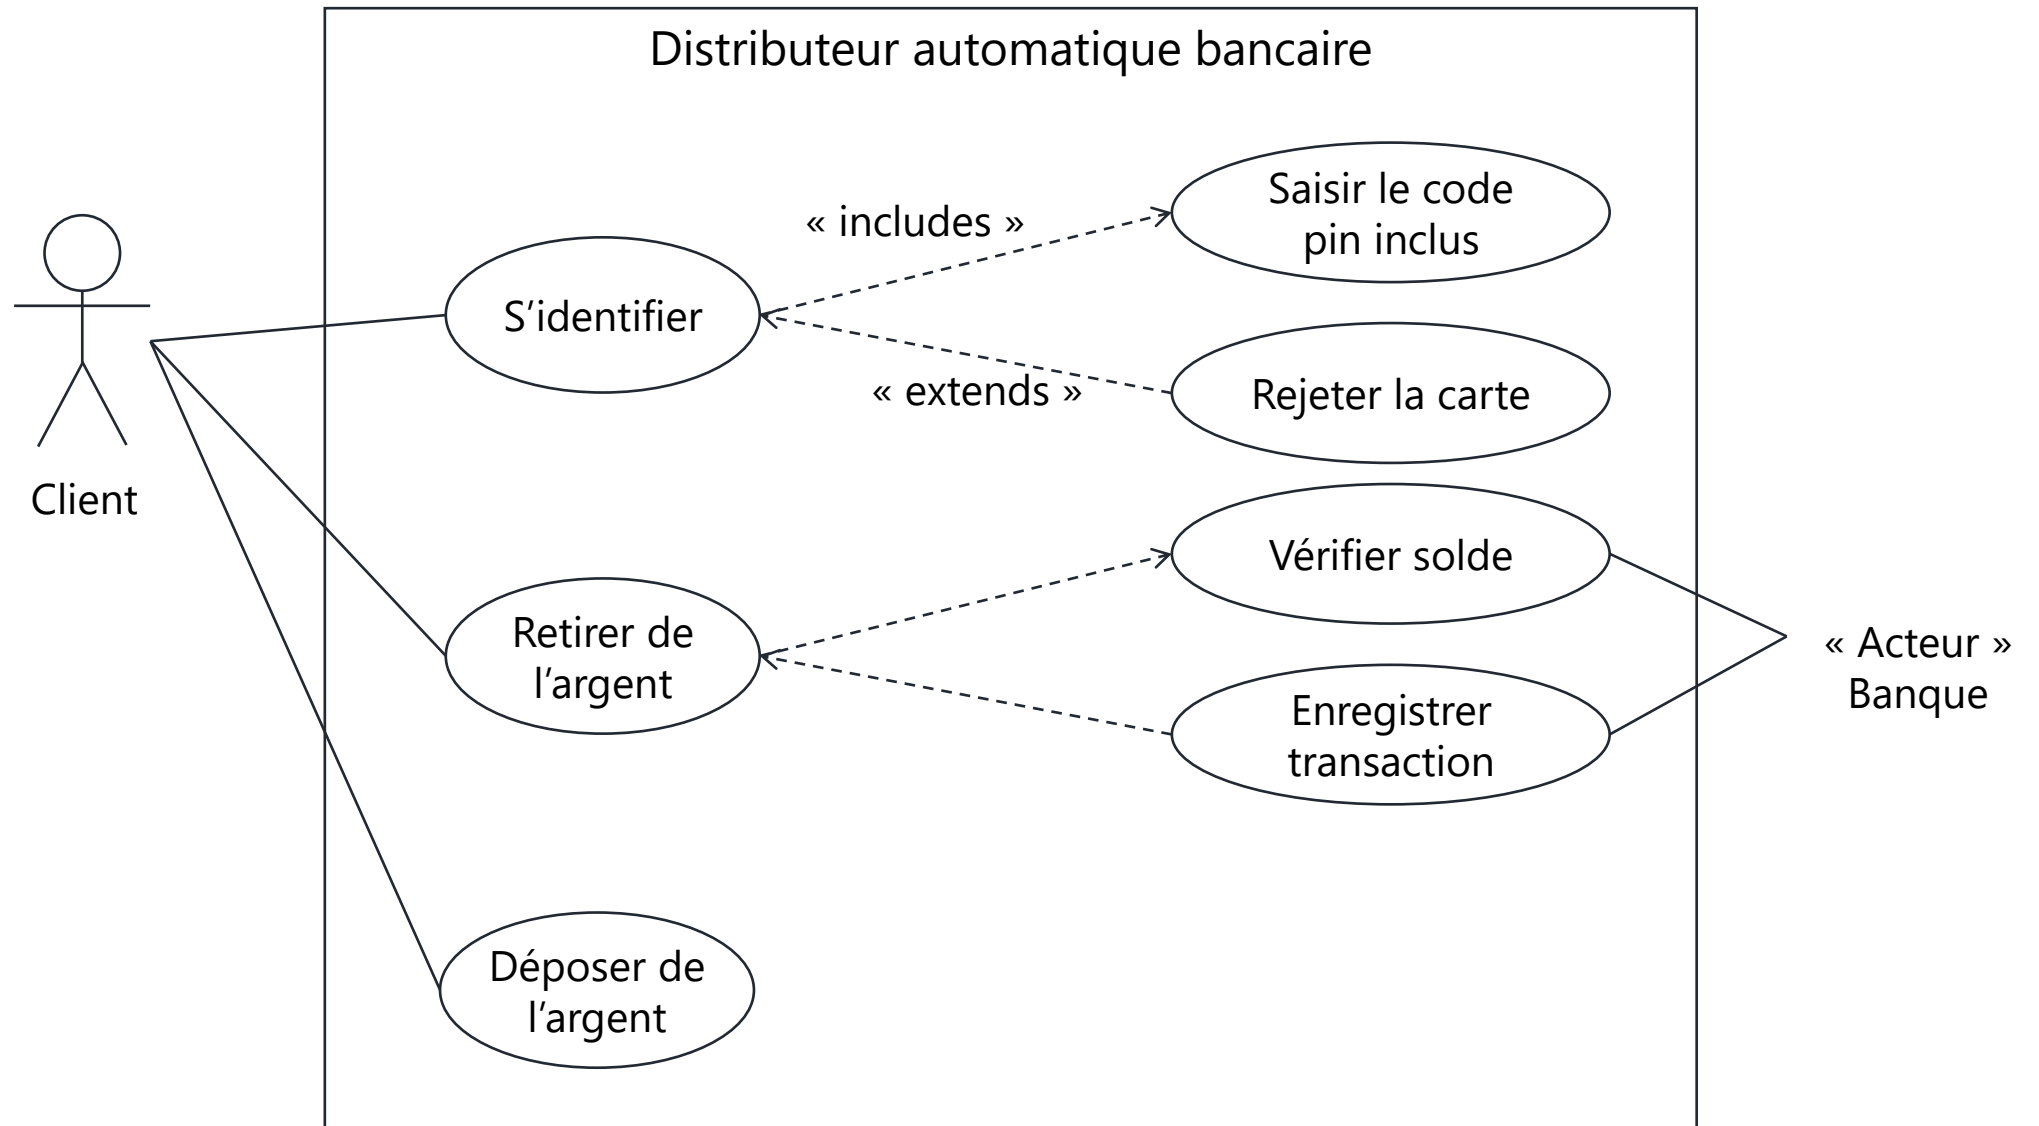 Distributeur automatique bancaire
Saisir le code
pin inclus
« includes »
S’identifier
« extends »
Rejeter la carte
Client
Vérifier solde
Retirer de
l’argent
« Acteur »
Banque
Enregistrer
transaction
Déposer de
l’argent